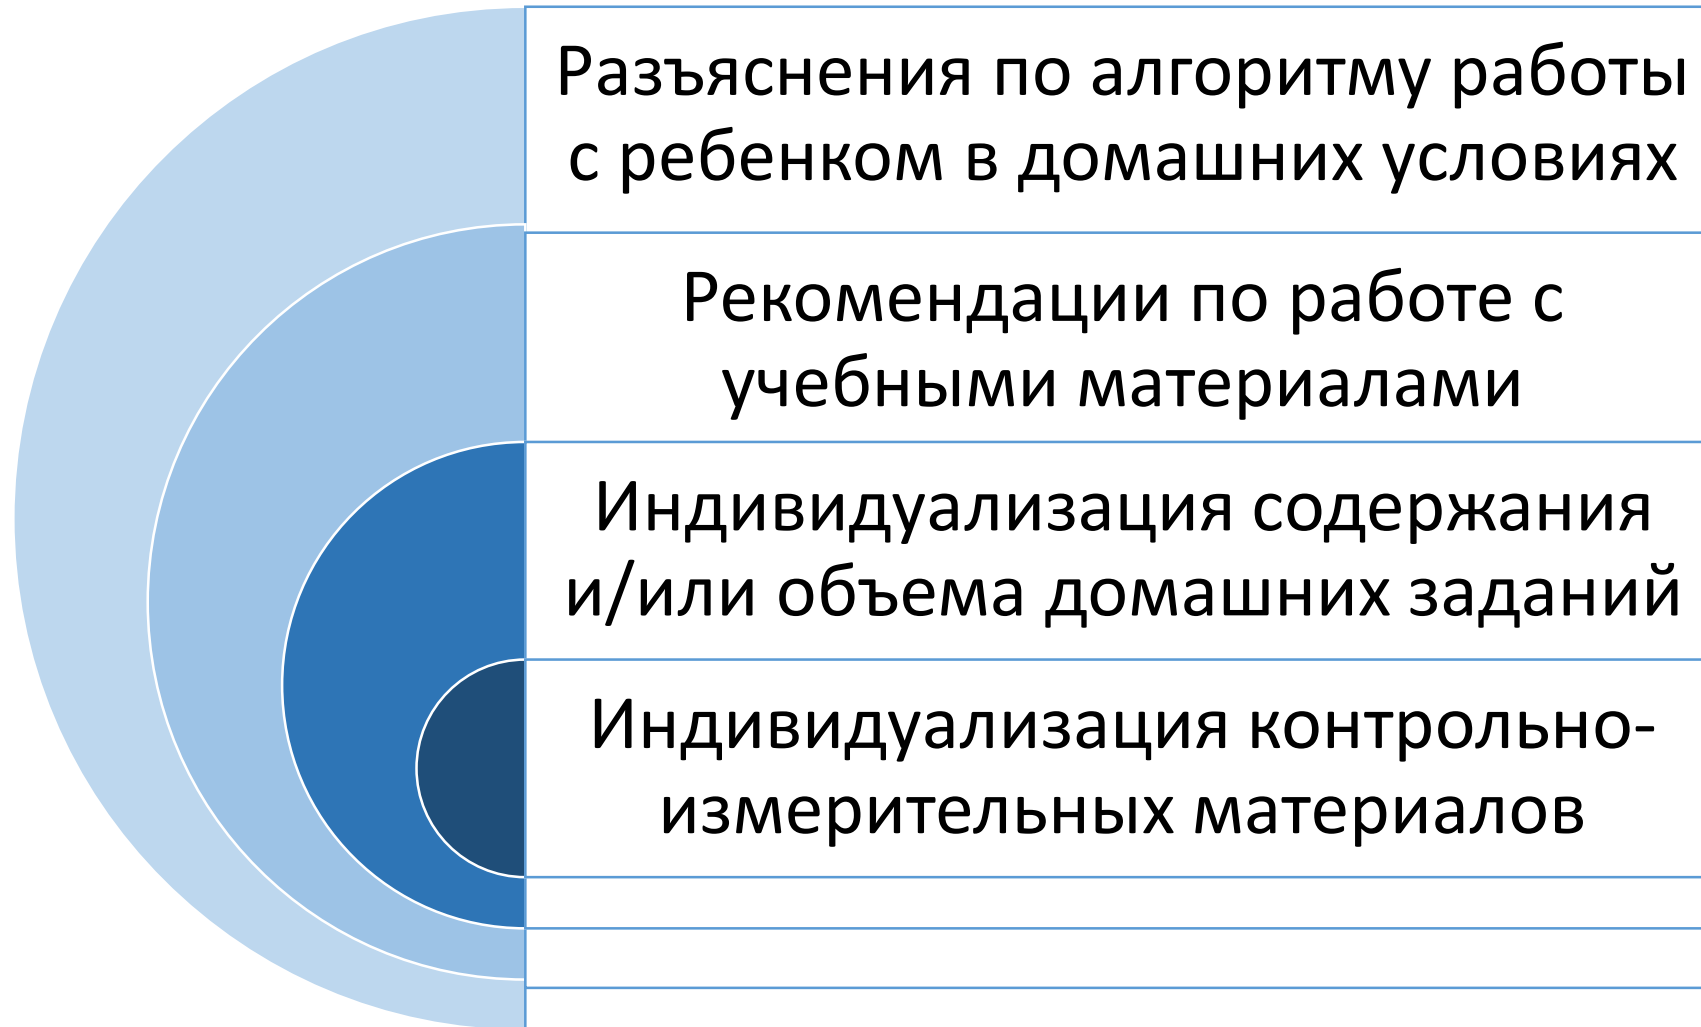 Разъяснения по алгоритму работы
с ребенком в домашних условиях
Рекомендации по работе с
учебными материалами
Индивидуализация содержания
и/или объема домашних заданий
Индивидуализация контрольно-
измерительных материалов